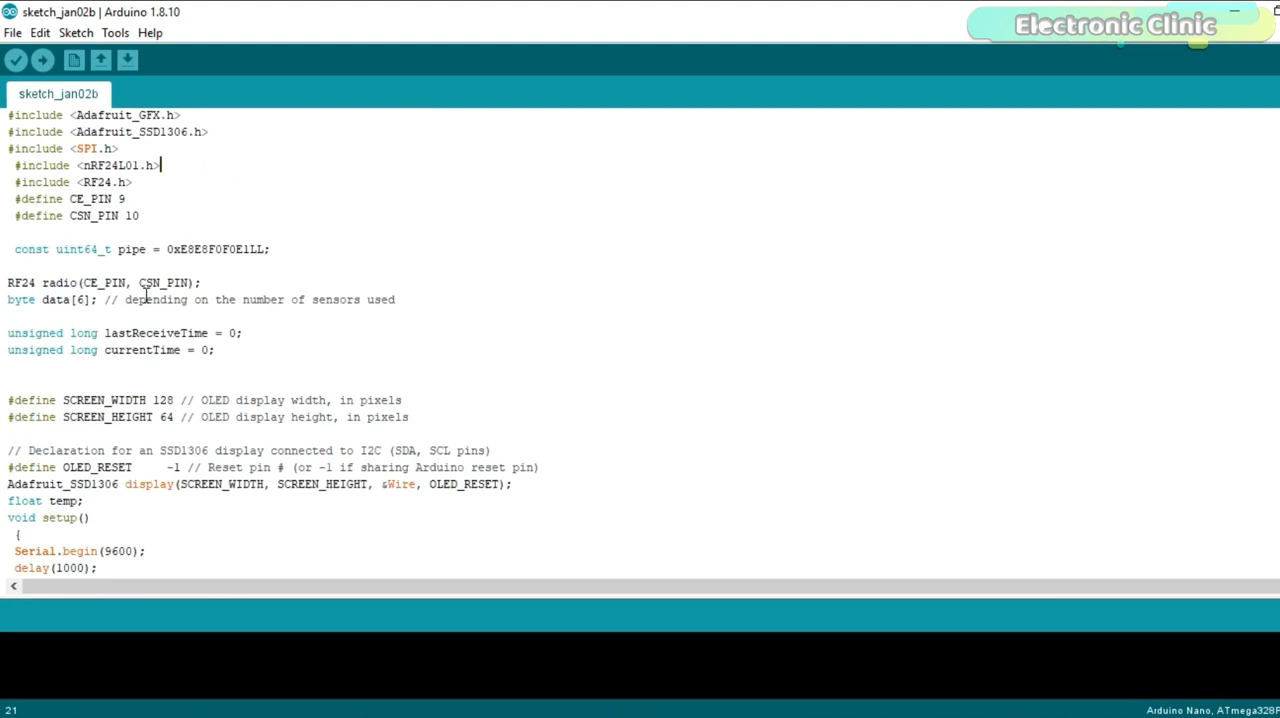 sketch_jan02b | Arduino 1.8.10
Electronic Clinic
File Edit Sketch Tools Help
sketch_jan02b
#include <Adafruit_GFX.h>
#include <Adafruit_SSD1306.h>
#include <SPI.h>
#include <nRF24L01.h>
#include <RF24.h>
#define CE_PIN 9
#define CSN_PIN 10
const uint64_t pipe = 0xE8E8F0F0E1LL;
RF24 radio(CE_PIN, CSN_PIN);
byte data[6]; // depending on the number of sensors used
unsigned long lastReceiveTime = 0;
unsigned long currentTime = 0;
#define SCREEN_WIDTH 128 // OLED display width, in pixels
#define SCREEN_HEIGHT 64 // OLED display height, in pixels
// Declaration for an SSD1306 display connected to I2C (SDA, SCL pins)
#define OLED_RESET     -1 // Reset pin # (or -1 if sharing Arduino reset pin)
Adafruit_SSD1306 display(SCREEN_WIDTH, SCREEN_HEIGHT, &Wire, OLED_RESET);
float temp;
void setup()
{
Serial.begin(9600);
delay(1000);
21
Arduino Nano, ATmega328P